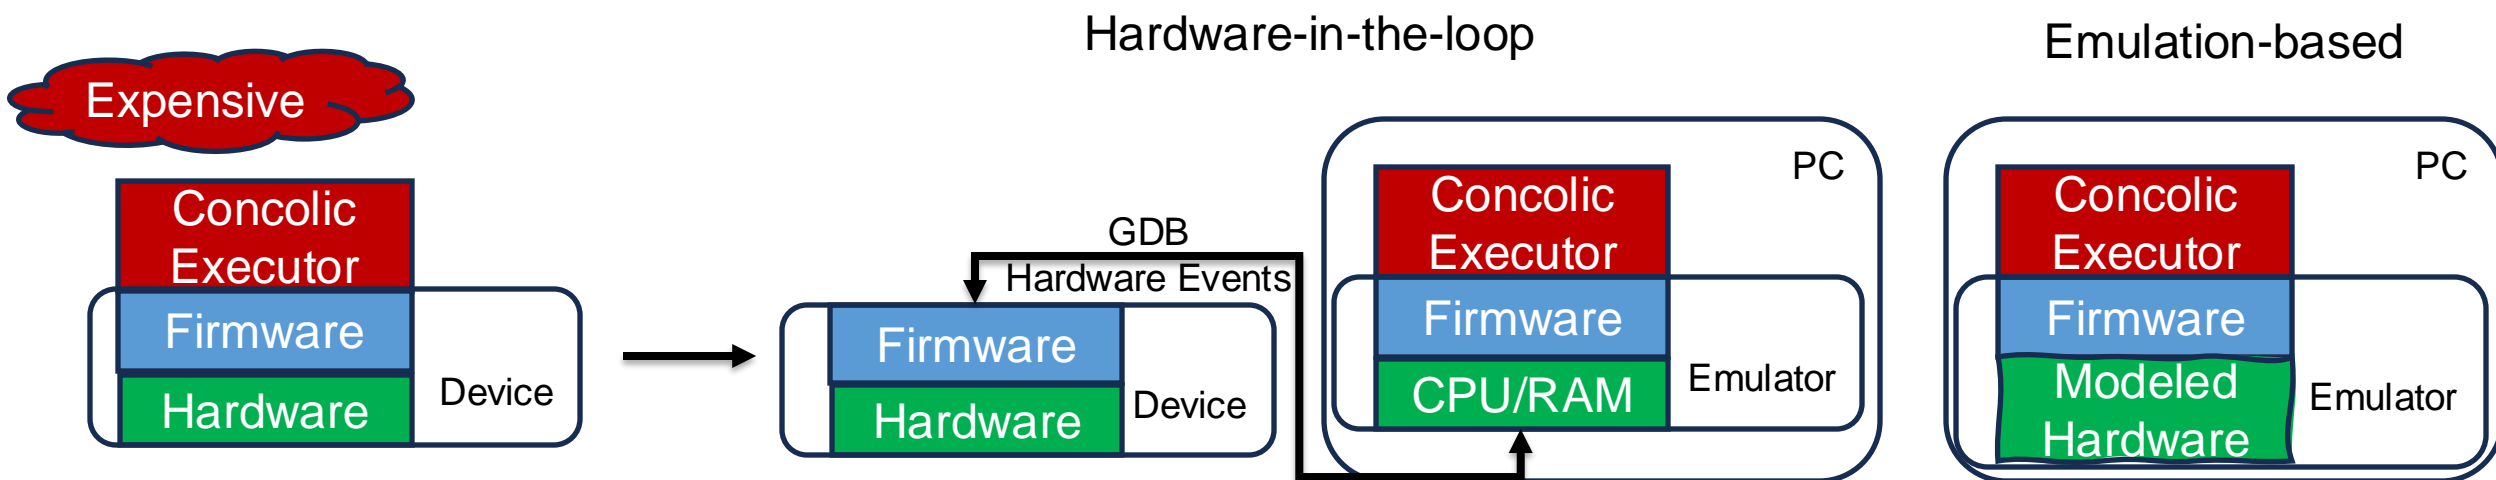 Hardware-in-the-loop
Emulation-based
Expensive
Concolic
Executor
Firmware
Hardware
Device
GDB
Hardware Events
Firmware
Hardware
Device
PC
Concolic
Executor
Firmware
CPU/RAM
Emulator
PC
Concolic
Executor
Firmware
Modeled
Hardware
Emulator